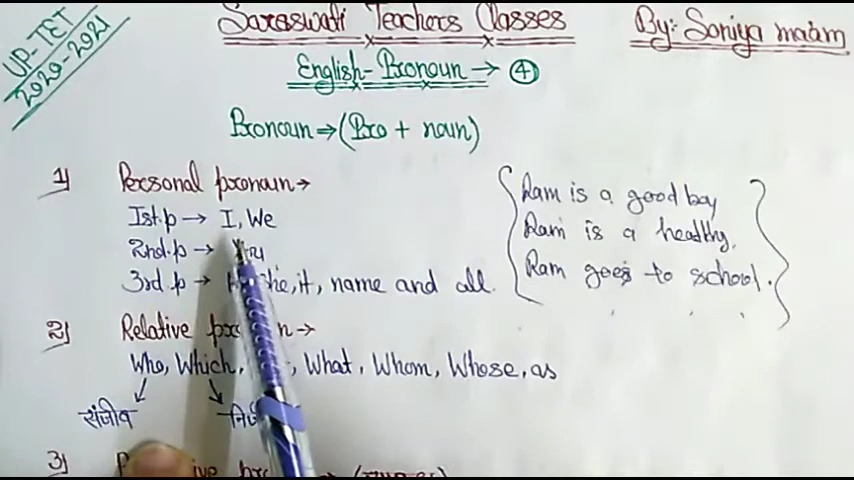 UP-TET
2020-2021
Saraswati Teachers Classes
By:- Soniya maam
English-Pronoun → 4
Pronoun → (Pro + noun)
1) Personal pronoun →
Ist.p → I, We
2nd.p →
3rd.p → it, name and all.
Ram is a good boy
Ram is a healthy.
Ram goes to school.
2) Relative →
Who, Which, What, Whom, Whose, as
संजीव
3)